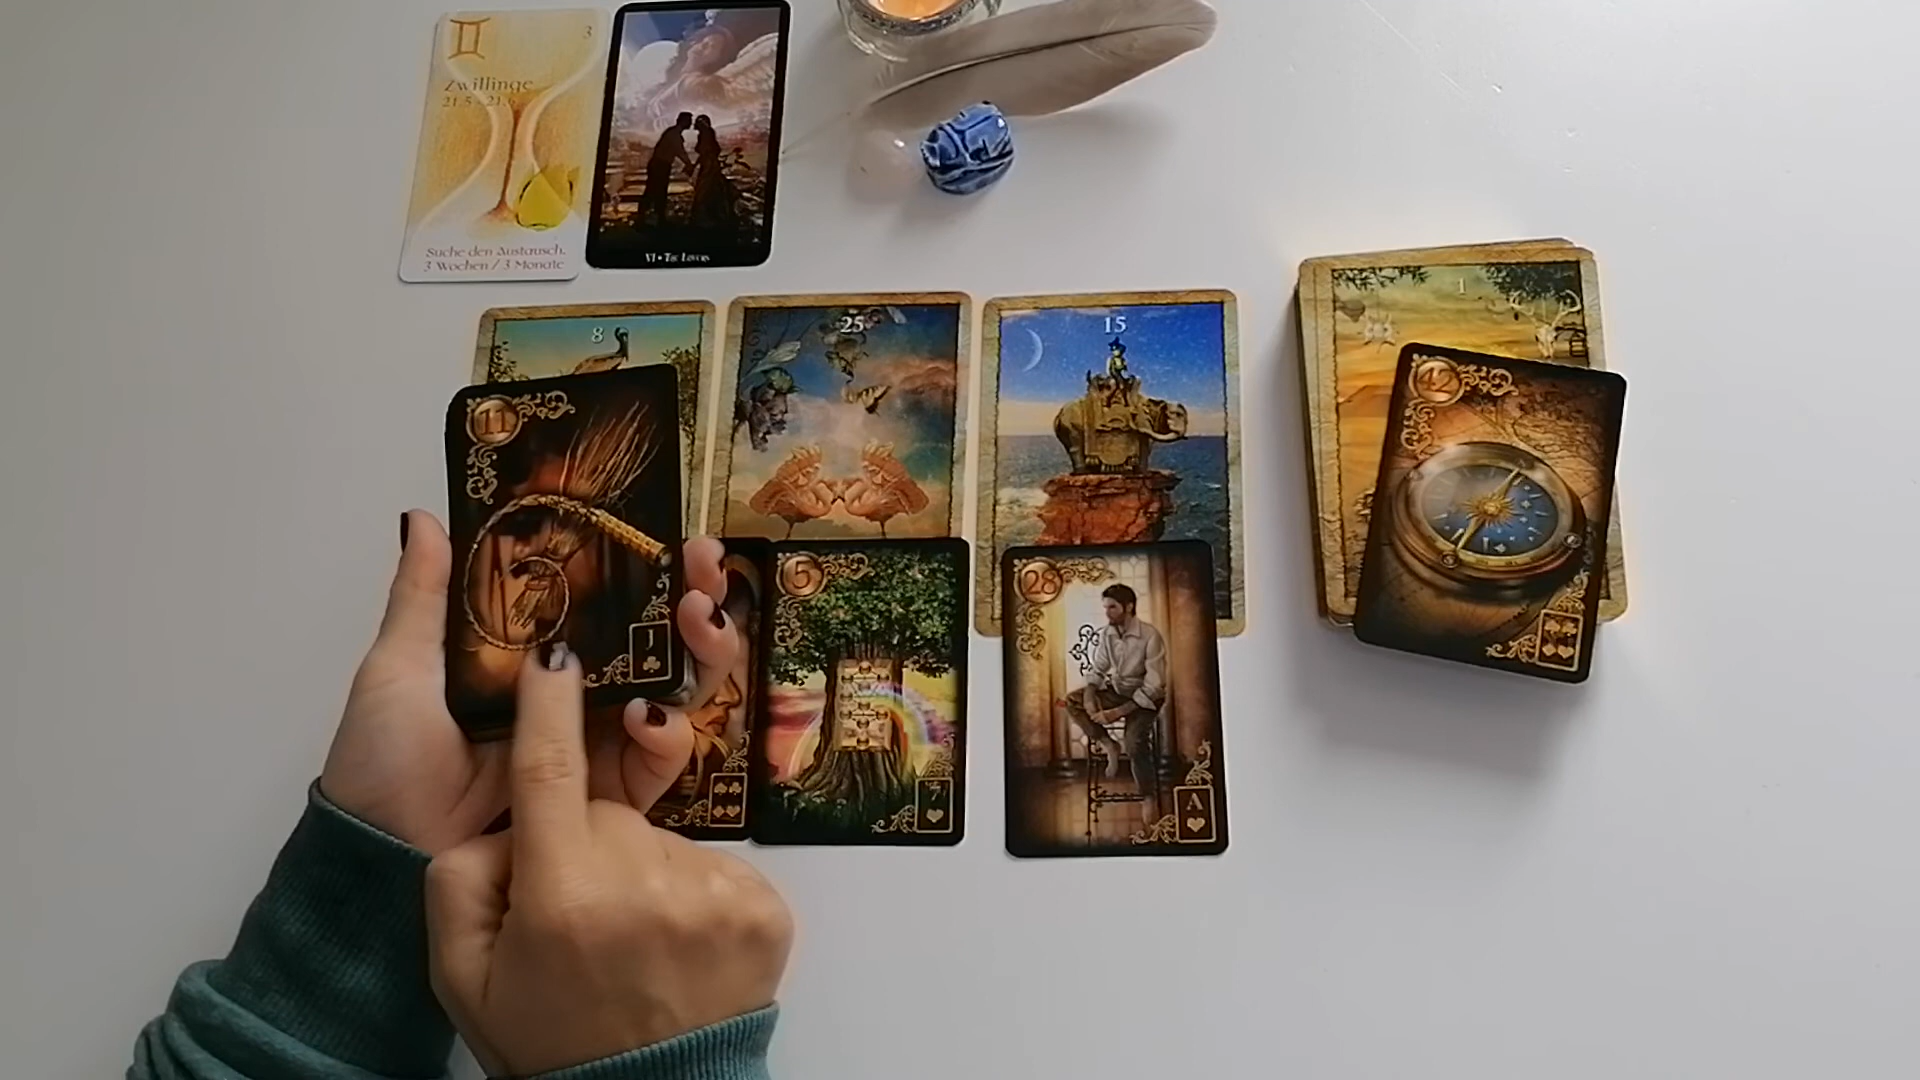 3
Zwillinge
21.5 - 21.6
Suche den Austausch.
3 Wochen / 3 Monate
VI • The Lovers
8
25
15
1
11
J
5
7
28
A
42